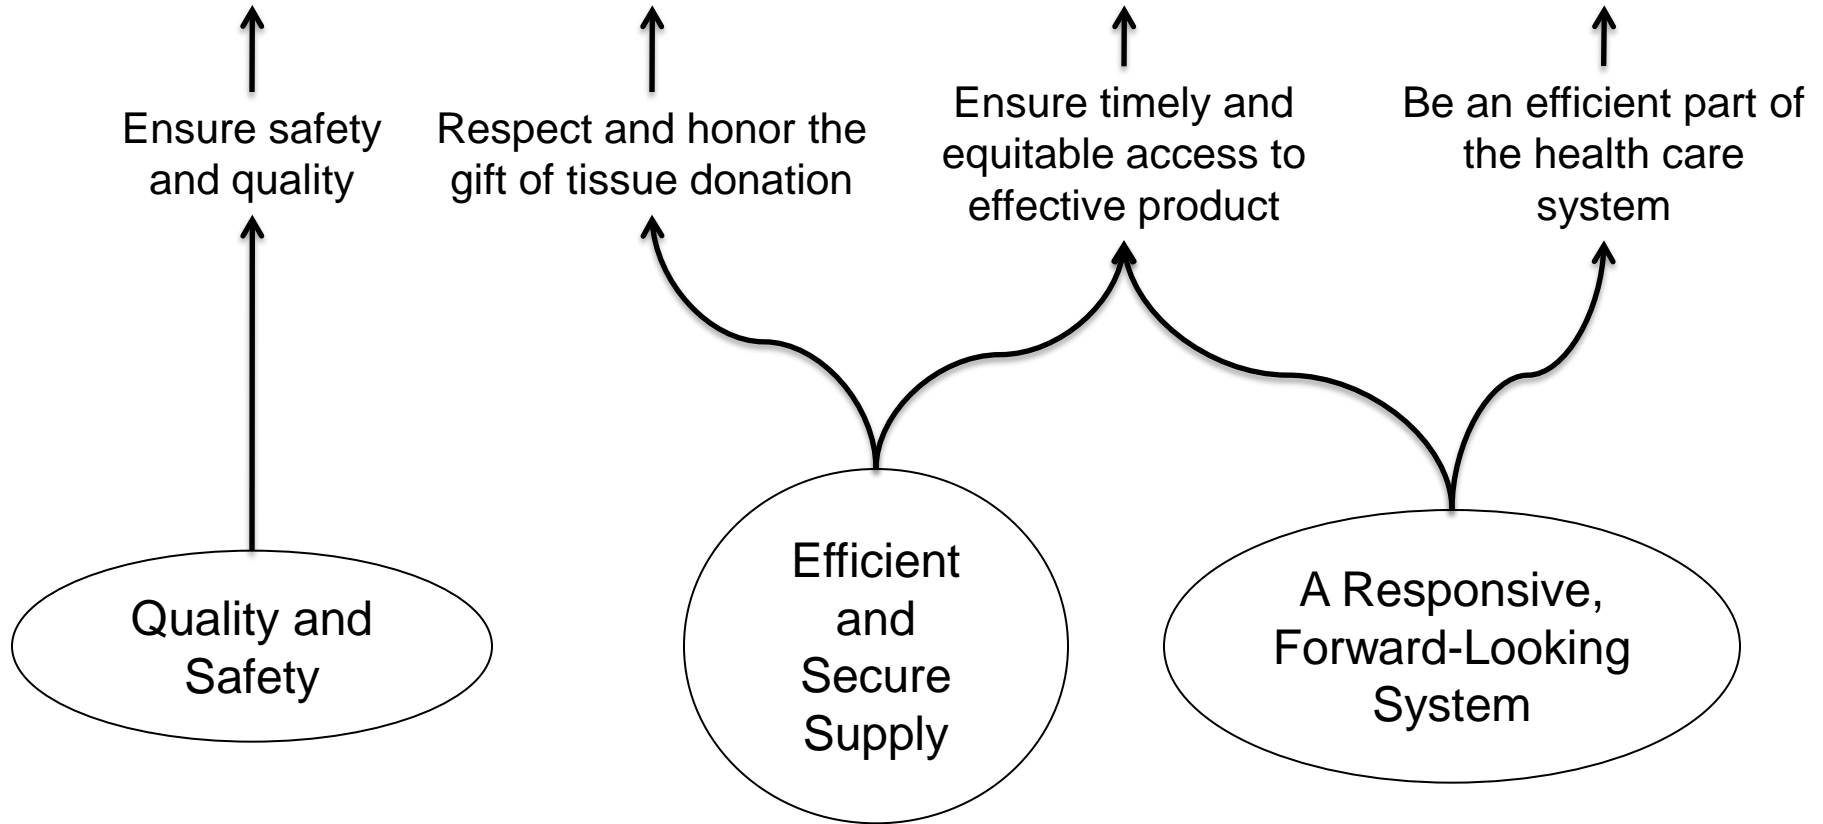 Ensure safety
and quality
Respect and honor the
gift of tissue donation
Ensure timely and
equitable access to
effective product
Be an efficient part of
the health care
system
Quality and
Safety
Efficient
and
Secure
Supply
A Responsive,
Forward-Looking
System